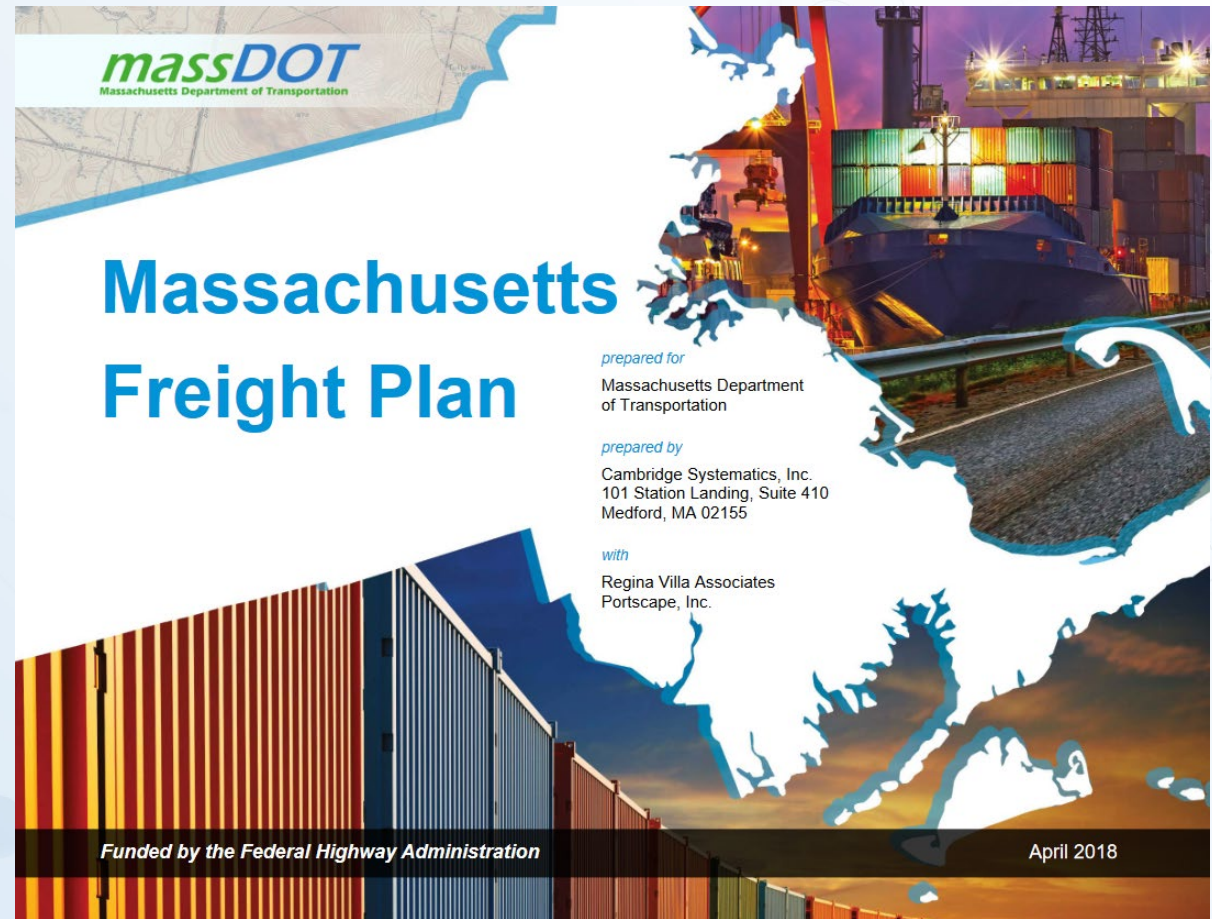 massDOT
Massachusetts Department of Transportation
Massachusetts
Freight Plan
prepared for
Massachusetts Department
of Transportation
prepared by
Cambridge Systematics, Inc.
101 Station Landing, Suite 410
Medford, MA 02155
with
Regina Villa Associates
Portscape, Inc.
Funded by the Federal Highway Administration
April 2018